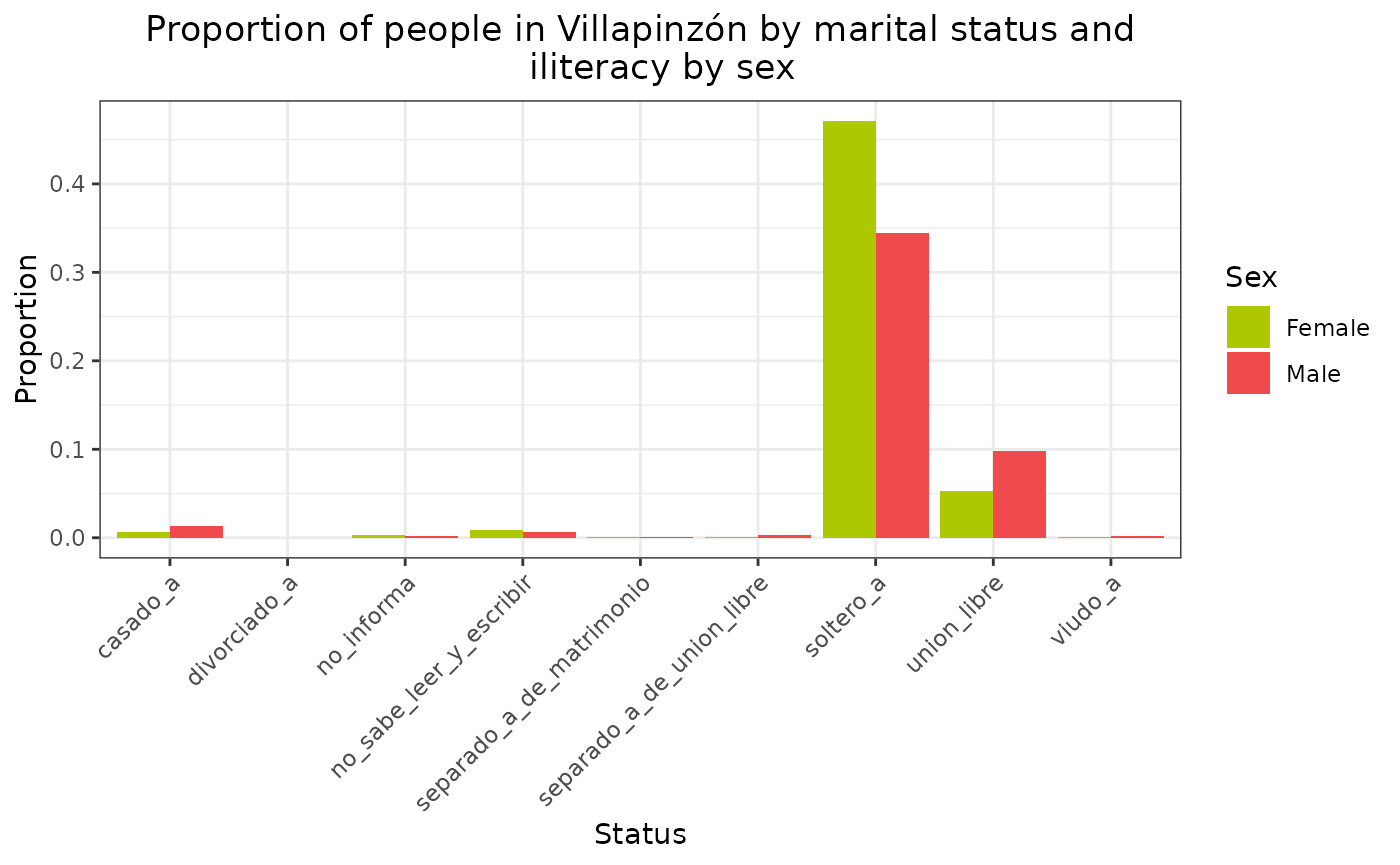 Proportion of people in Villapinzón by marital status and
iliteracy by sex
Proportion
0.4
0.3
0.2
0.1
0.0
casado_a
divorciado_a
no_informa
no_sabe_leer_y_escribir
separado_a_de_matrimonio
separado_a_de_union_libre
soltero_a
union_libre
viudo_a
Status
Sex
Female
Male